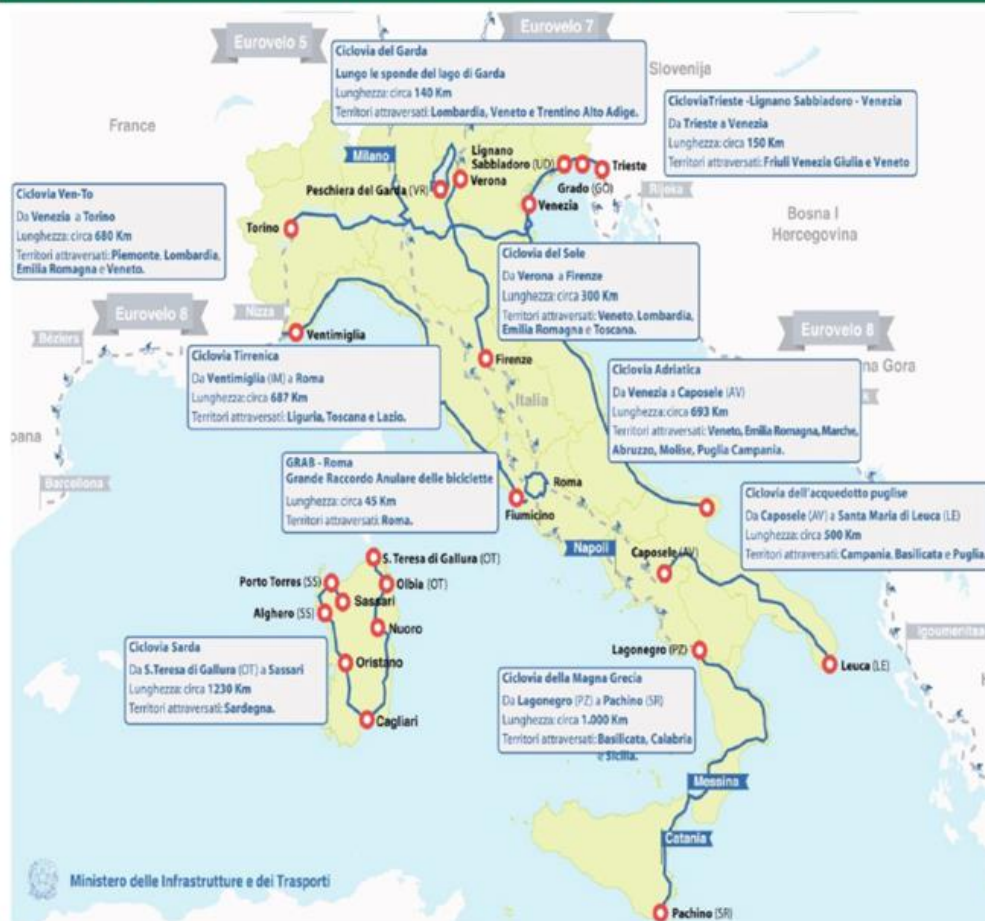 Eurovelo 5
Eurovelo 7
Ciclovia del Garda
Lungo le sponde del lago di Garda
Lunghezza: circa 140 Km
Territori attraversati: Lombardia, Veneto e Trentino Alto Adige.
Slovenija
CicloviaTrieste -Lignano Sabbiadoro - Venezia
Da Trieste a Venezia
Lunghezza: circa 150 Km
Territori attraversati: Friuli Venezia Giulia e Veneto
France
Milano
Lignano
Sabbiadoro (UD)
Verona
Peschiera del Garda (VR)
Trieste
Grado (GO)
Venezia
Rijeka
Bosna I
Hercegovina
Ciclovia Ven-To
Da Venezia a Torino
Lunghezza: circa 680 Km
Territori attraversati: Piemonte, Lombardia,
Emilia Romagna e Veneto.
Torino
Ciclovia del Sole
Da Verona a Firenze
Lunghezza: circa 300 Km
Territori attraversati: Veneto, Lombardia,
Emilia Romagna e Toscana.
Eurovelo 8
Nizza
Béziers
Ventimiglia
Eurovelo 8
Ciclovia Tirrenica
Da Ventimiglia (IM) a Roma
Lunghezza: circa 687 Km
Territori attraversati: Liguria, Toscana e Lazio.
Firenze
Italia
Ciclovia Adriatica
Da Venezia a Caposele (AV)
Lunghezza: circa 693 Km
Territori attraversati: Veneto, Emilia Romagna, Marche,
Abruzzo, Molise, Puglia Campania.
na Gora
pana
Barcellona
GRAB - Roma
Grande Raccordo Anulare delle biciclette
Lunghezza: circa 45 Km
Territori attraversati: Roma.
Roma
Fiumicino
Ciclovia dell'acquedotto puglise
Da Caposele (AV) a Santa Maria di Leuca (LE)
Lunghezza: circa 500 Km
Territori attraversati: Campania, Basilicata e Puglia.
Napoli
Caposele (AV)
S. Teresa di Gallura (OT)
Porto Torres (SS)
Olbia (OT)
Sassari
Alghero (SS)
Nuoro
Igoumenitsa
Ciclovia Sarda
Da S.Teresa di Gallura (OT) a Sassari
Lunghezza: circa 1230 Km
Territori attraversati: Sardegna.
Oristano
Cagliari
Lagonegro (PZ)
Leuca (LE)
Ciclovia della Magna Grecia
Da Lagonegro (PZ) a Pachino (SR)
Lunghezza: circa 1.000 Km
Territori attraversati: Basilicata, Calabria
e Sicilia.
Messina
Catania
Pachino (SR)
Ministero delle Infrastrutture e dei Trasporti